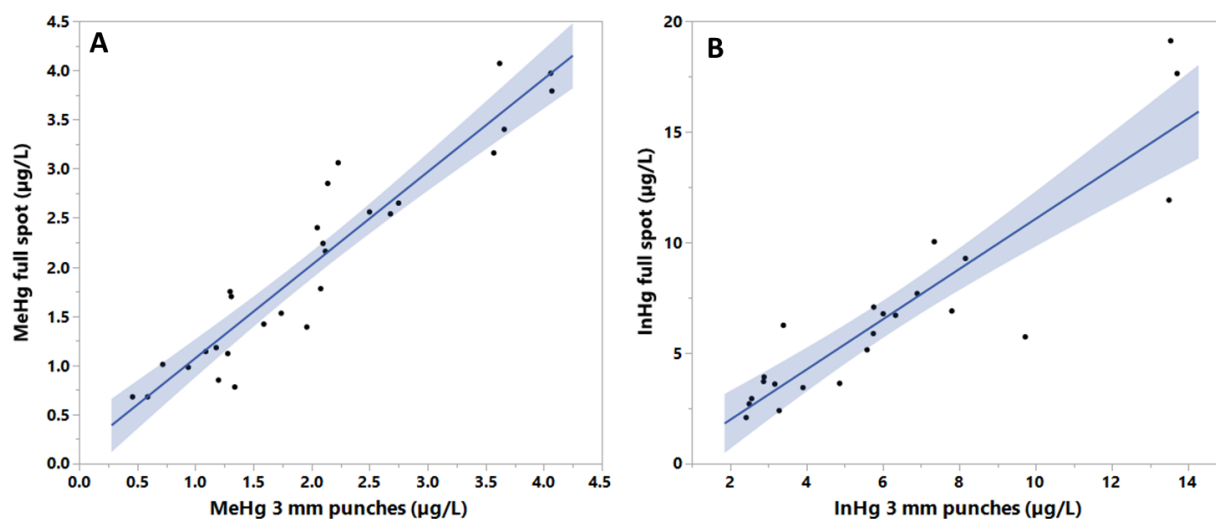 A
4.5
4.0
3.5
3.0
2.5
2.0
1.5
1.0
0.5
0.0
MeHg full spot (µg/L)
0.0 0.5 1.0 1.5 2.0 2.5 3.0 3.5 4.0 4.5
MeHg 3 mm punches (µg/L)
B
20
15
10
5
0
InHg full spot (µg/L)
2 4 6 8 10 12 14
InHg 3 mm punches (µg/L)